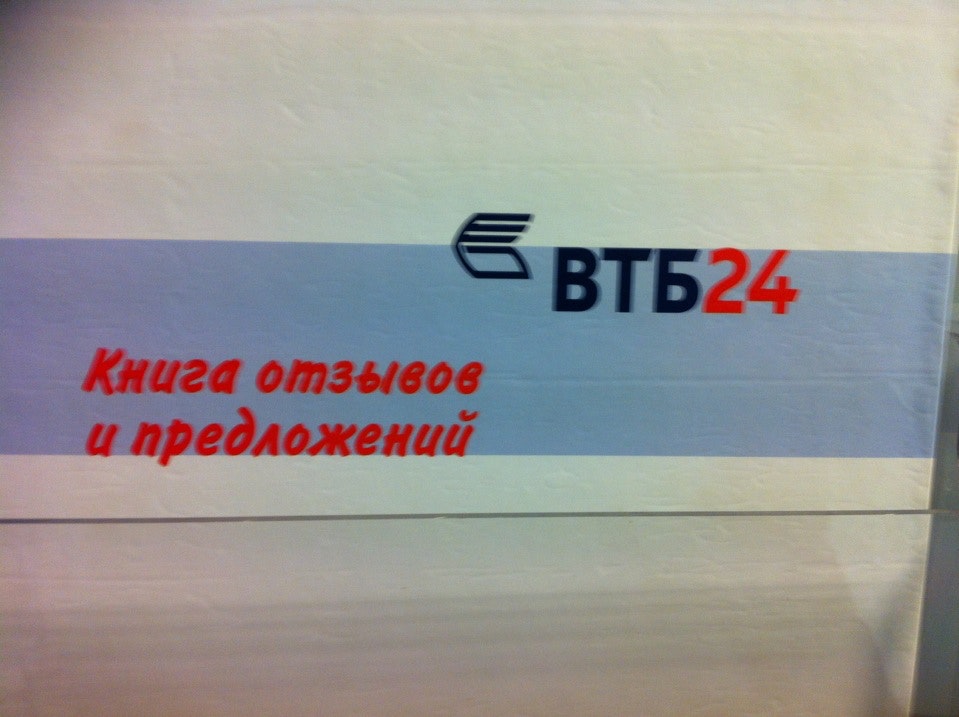 ВТБ24
Книга отзывов
и предложений